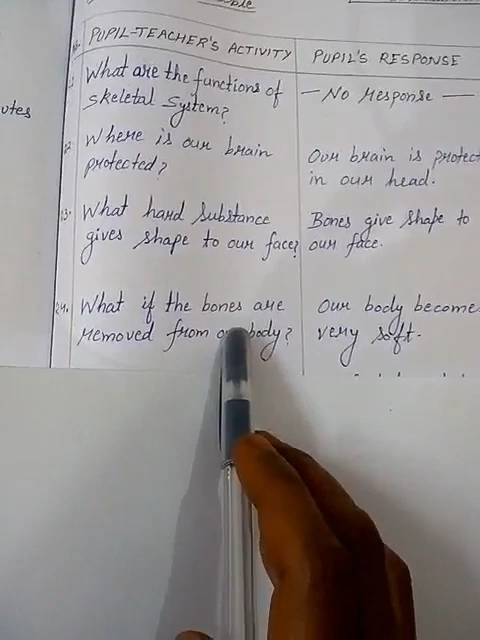 PUPIL-TEACHER'S ACTIVITY
PUPIL'S RESPONSE
What are the functions of
skeletal system?
— No response —
Where is our brain
protected?
Our brain is protect
in our head.
What hard substance
gives shape to our face?
Bones give shape to
our face.
What if the bones are
removed from our body?
Our body become
very soft.
utes